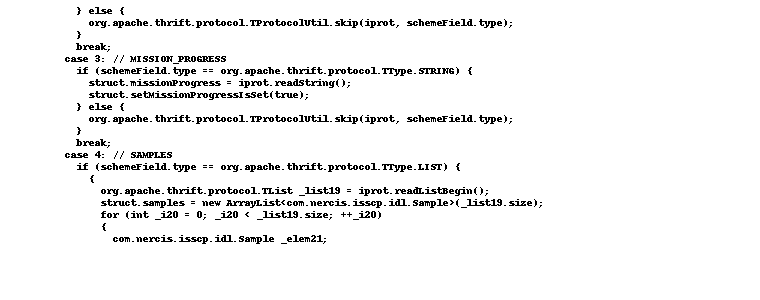 } else {
org.apache.thrift.protocol.TProtocolUtil.skip(iprot, schemeField.type);
}
break;
case 3: // MISSION_PROGRESS
if (schemeField.type == org.apache.thrift.protocol.TType.STRING) {
struct.missionProgress = iprot.readString();
struct.setMissionProgressIsSet(true);
} else {
org.apache.thrift.protocol.TProtocolUtil.skip(iprot, schemeField.type);
}
break;
case 4: // SAMPLES
if (schemeField.type == org.apache.thrift.protocol.TType.LIST) {
{
org.apache.thrift.protocol.TList _list19 = iprot.readListBegin();
struct.samples = new ArrayList<com.nercis.isscp.idl.Sample>(_list19.size);
for (int _i20 = 0; _i20 < _list19.size; ++_i20)
{
com.nercis.isscp.idl.Sample _elem21;